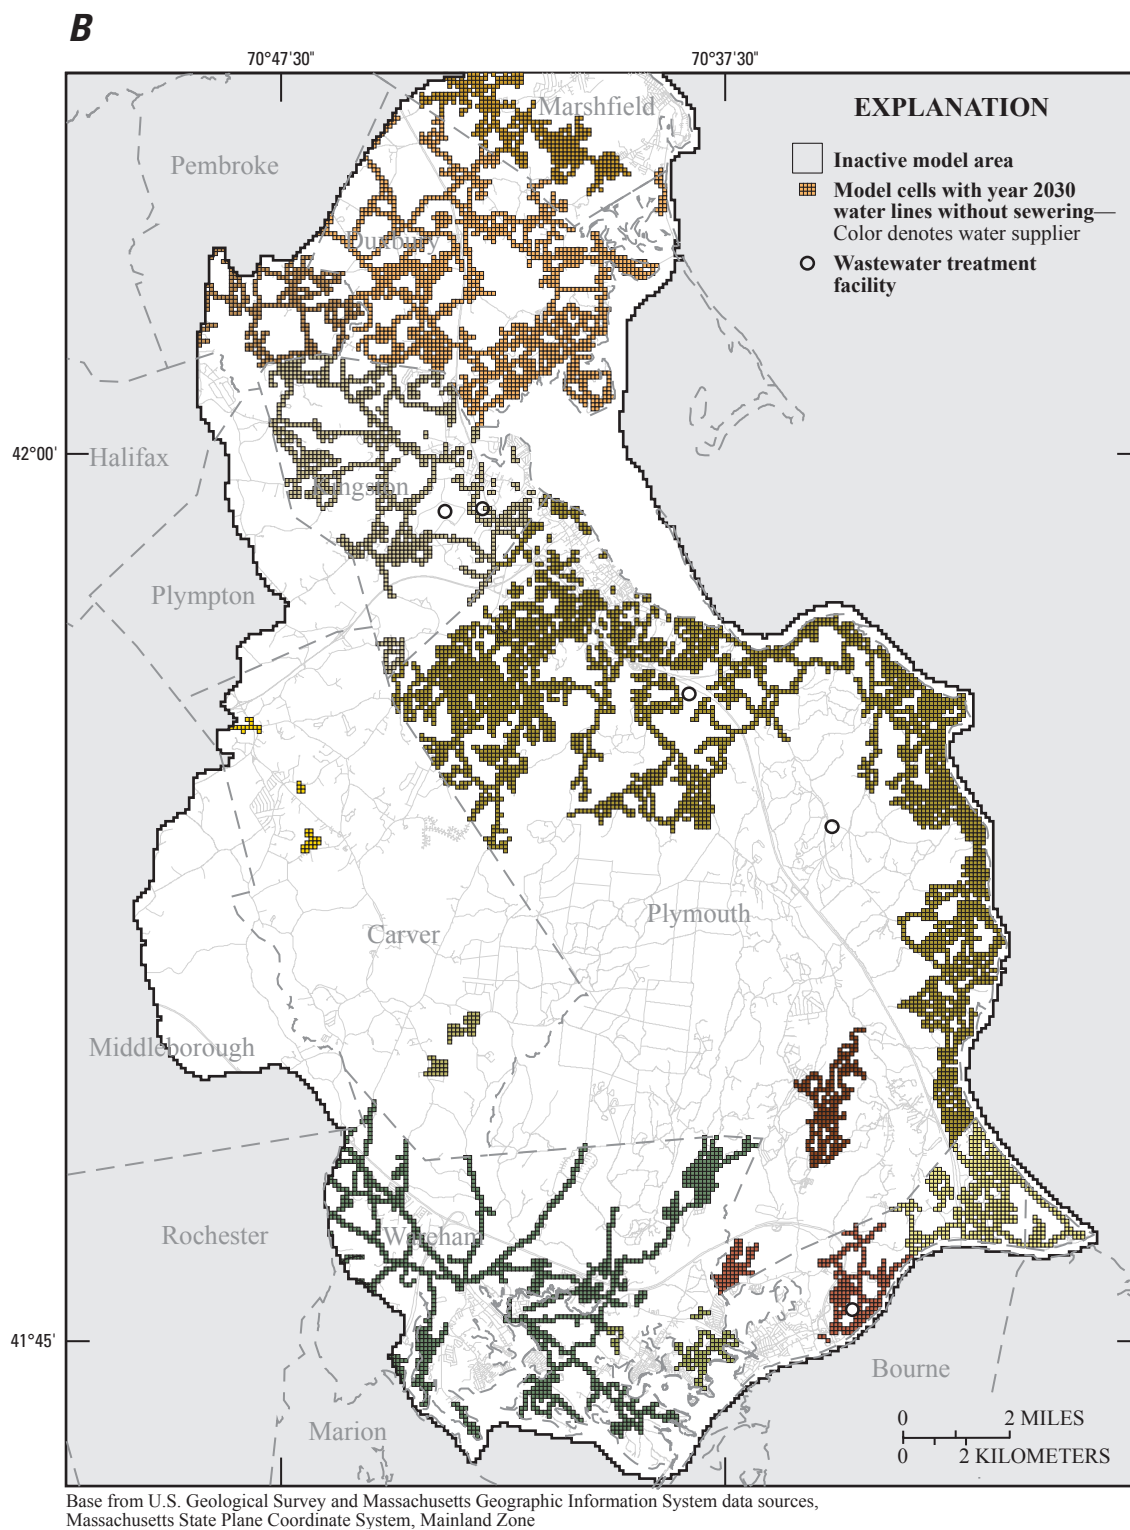 B
70°47'30"
70°37'30"
Marshfield
EXPLANATION
Inactive model area
Model cells with year 2030
water lines without sewering—
Color denotes water supplier
Wastewater treatment
facility
Pembroke
Duxbury
42°00'
Halifax
Kingston
Plympton
Plymouth
Carver
Middleborough
Rochester
Wareham
41°45'
Bourne
Marion
0 2 MILES
0 2 KILOMETERS
Base from U.S. Geological Survey and Massachusetts Geographic Information System data sources,
Massachusetts State Plane Coordinate System, Mainland Zone